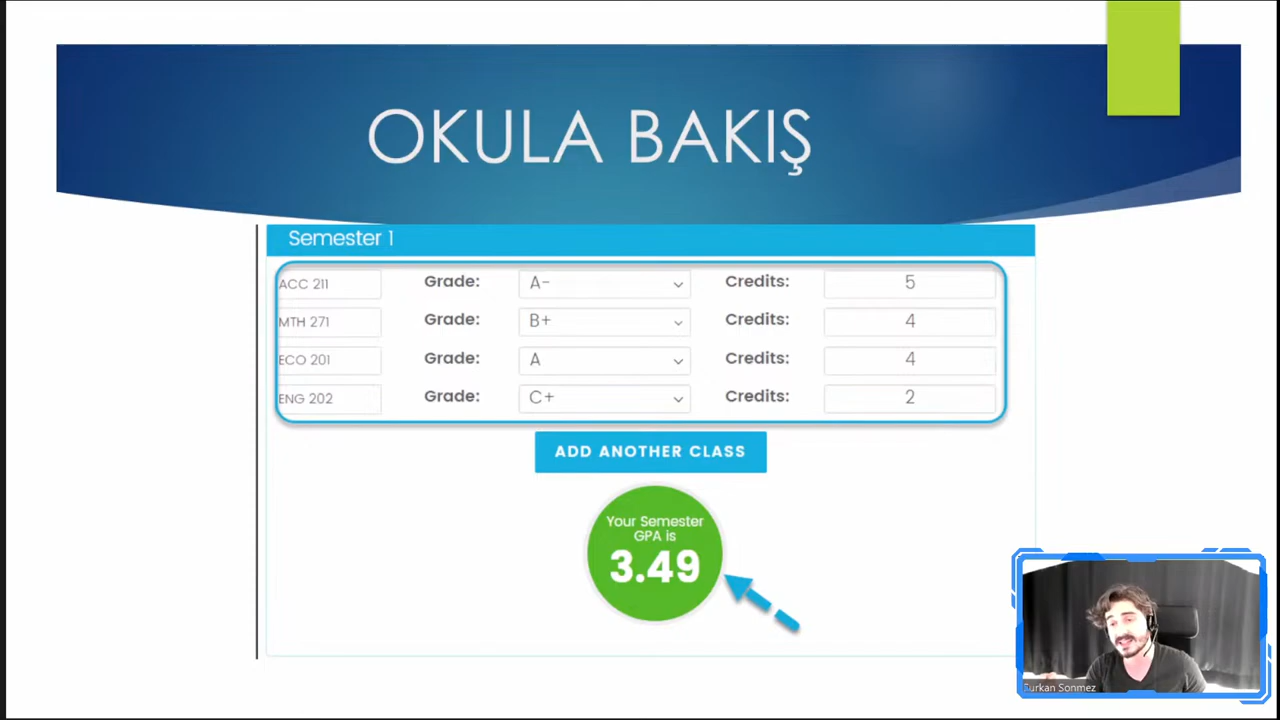 OKULA BAKIŞ
Semester 1
ACC 211 Grade: A- Credits: 5
MTH 271 Grade: B+ Credits: 4
ECO 201 Grade: A Credits: 4
ENG 202 Grade: C+ Credits: 2
ADD ANOTHER CLASS
Your Semester
GPA is
3.49
Furkan Sonmez